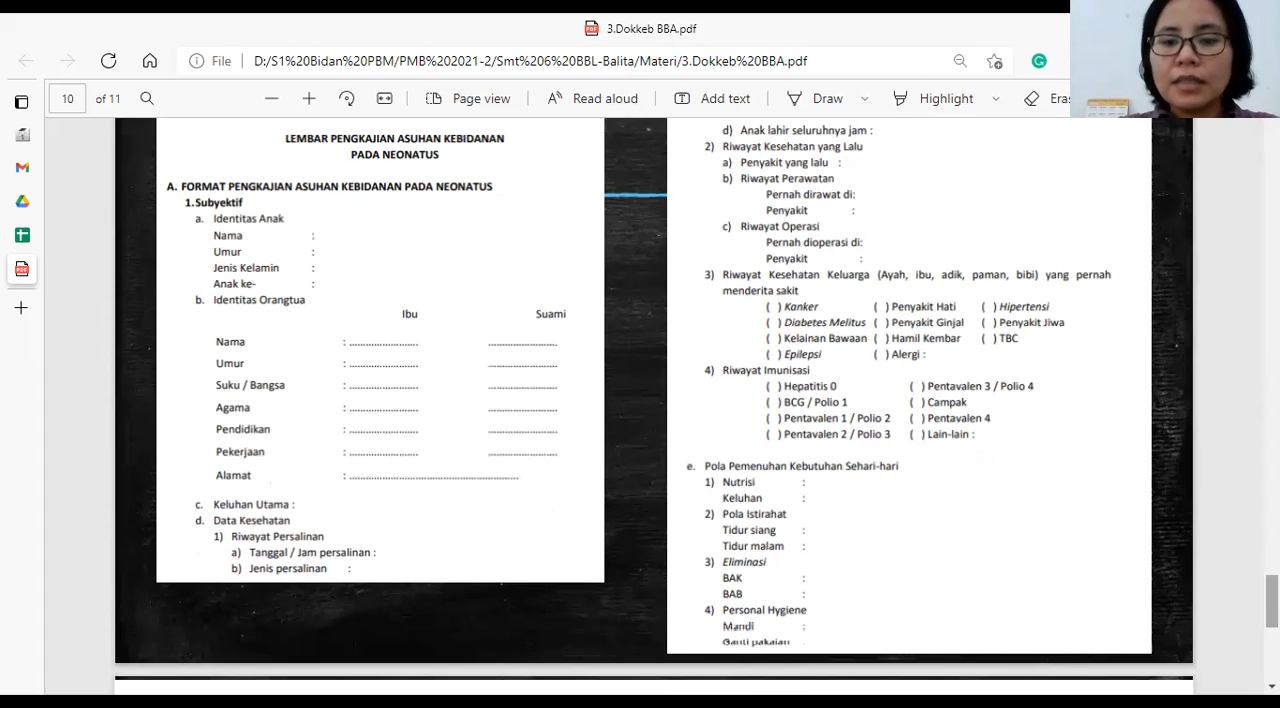 3.Dokkeb BBA.pdf
File
D:/S1%20Bidan%20PBM/PMB%202021-2/Smt%206%20BBL-Balita/Materi/3.Dokkeb%20BBA.pdf
10 of 11
Page view
Read aloud
Add text
Draw
Highlight
Eras
LEMBAR PENGKAJIAN ASUHAN KEBIDANAN
PADA NEONATUS
A. FORMAT PENGKAJIAN ASUHAN KEBIDANAN PADA NEONATUS
1.Subyektif
a. Identitas Anak
Nama :
Umur :
Jenis Kelamin :
Anak ke- :
b. Identitas Orangtua
Ibu Suami
Nama : ........................ ........................
Umur : ........................ ........................
Suku / Bangsa : ........................ ........................
Agama : ........................ ........................
Pendidikan : ........................ ........................
Pekerjaan : ........................ ........................
Alamat : ............................................................
c. Keluhan Utama :
d. Data Kesehatan
1) Riwayat Persalinan
a) Tanggal / Jam persalinan :
b) Jenis persalinan :
d) Anak lahir seluruhnya jam :
2) Riwayat Kesehatan yang Lalu
a) Penyakit yang lalu :
b) Riwayat Perawatan
Pernah dirawat di:
Penyakit :
c) Riwayat Operasi
Pernah dioperasi di:
Penyakit :
3) Riwayat Kesehatan Keluarga (Ayah, ibu, adik, paman, bibi) yang pernah
menderita sakit
( ) Kanker ( ) Penyakit Hati ( ) Hipertensi
( ) Diabetes Melitus ( ) Penyakit Ginjal ( ) Penyakit Jiwa
( ) Kelainan Bawaan ( ) Hamil Kembar ( ) TBC
( ) Epilepsi ( ) Alergi :
4) Riwayat Imunisasi
( ) Hepatitis 0 ( ) Pentavalen 3 / Polio 4
( ) BCG / Polio 1 ( ) Campak
( ) Pentavalen 1 / Polio 2 ( ) Pentavalen 4
( ) Pentavalen 2 / Polio 3 ( ) Lain-lain :
e. Pola Pemenuhan Kebutuhan Sehari-hari
1) Nutrisi :
Keluhan :
2) Pola Istirahat
Tidur siang :
Tidur malam :
3) Eliminasi
BAK :
BAB :
4) Personal Hygiene
Mandi :
Ganti pakaian :